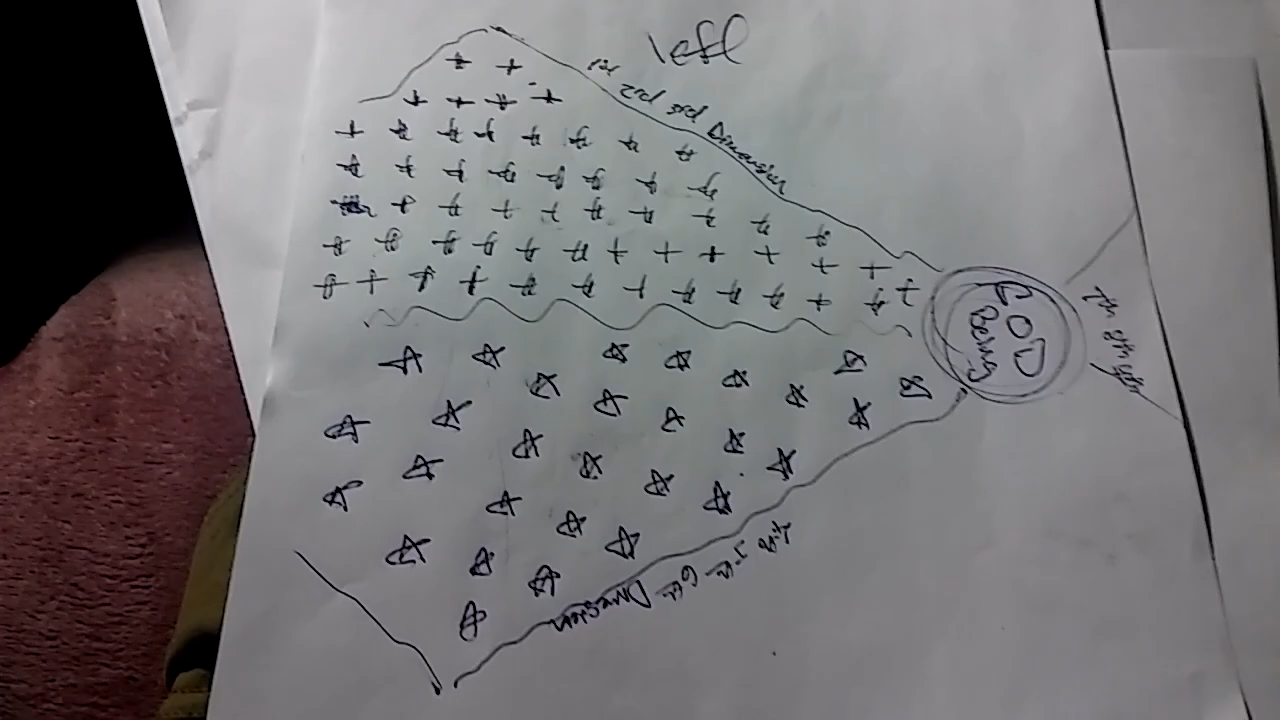 left
1st 2nd 3rd Dimension
GOD
Being
4th 5th 6th Dimension
7th 8th 9th